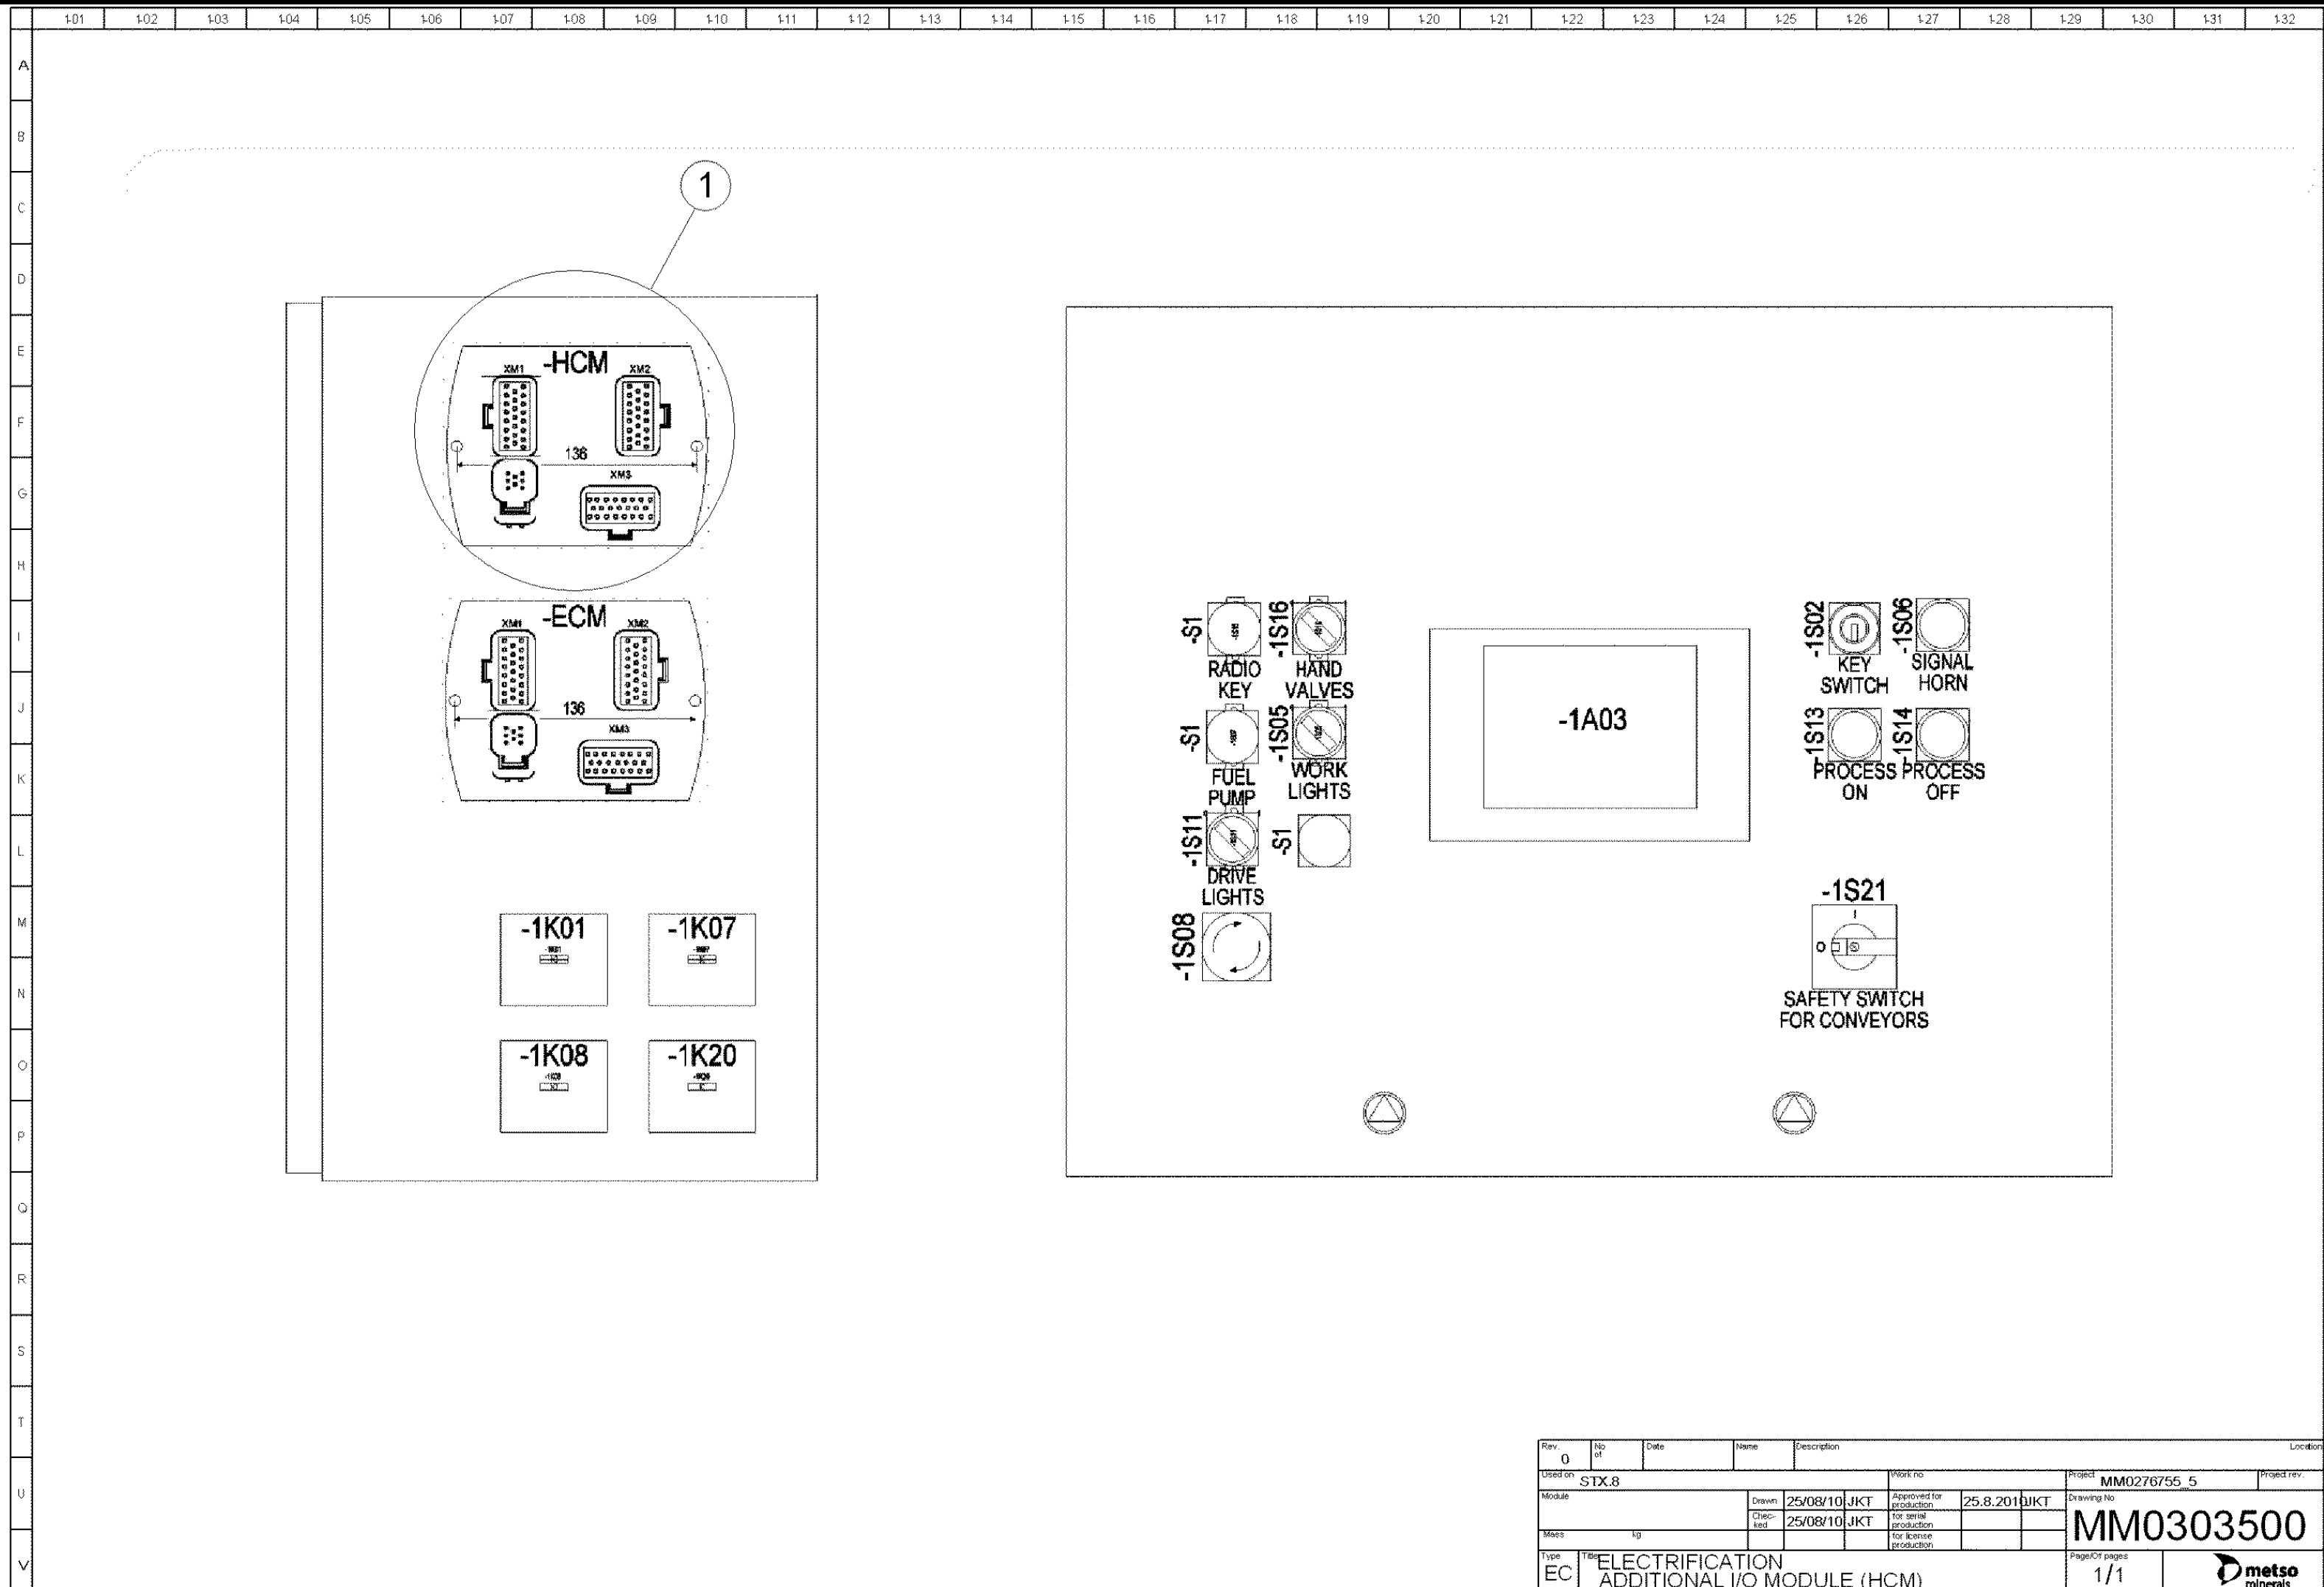 1-01 1-02 1-03 1-04 1-05 1-06 1-07 1-08 1-09 1-10 1-11 1-12 1-13 1-14 1-15 1-16 1-17 1-18 1-19 1-20 1-21 1-22 1-23 1-24 1-25 1-26 1-27 1-28 1-29 1-30 1-31 1-32
A
B
C
D
E
F
G
H
I
J
K
L
M
N
O
P
Q
R
S
T
U
V
1
-HCM
XM1
XM2
136
XM3
-ECM
XM1
XM2
136
XM3
-1K01
-1K07
-1K08
-1K20
-S1
RADIO
KEY
-1S16
HAND
VALVES
-S1
FUEL
PUMP
-1S05
WORK
LIGHTS
-1S11
DRIVE
LIGHTS
-S1
-1S08
-1A03
-1S02
KEY
SWITCH
-1S06
SIGNAL
HORN
-1S13
PROCESS
ON
-1S14
PROCESS
OFF
-1S21
I
O
SAFETY SWITCH
FOR CONVEYORS
Rev. 0 No of Date Name Description Location
Used on STX.8 Work no Project MM0276755_5 Project rev.
Module Drawn 25/08/10 JKT Approved for production 25.8.2010 JKT Drawing No
Chec-ked 25/08/10 JKT for serial production MM0303500
Mass kg for license production
Type EC Title ELECTRIFICATION Page/Of pages 1/1
ADDITIONAL I/O MODULE (HCM)
metso
minerals